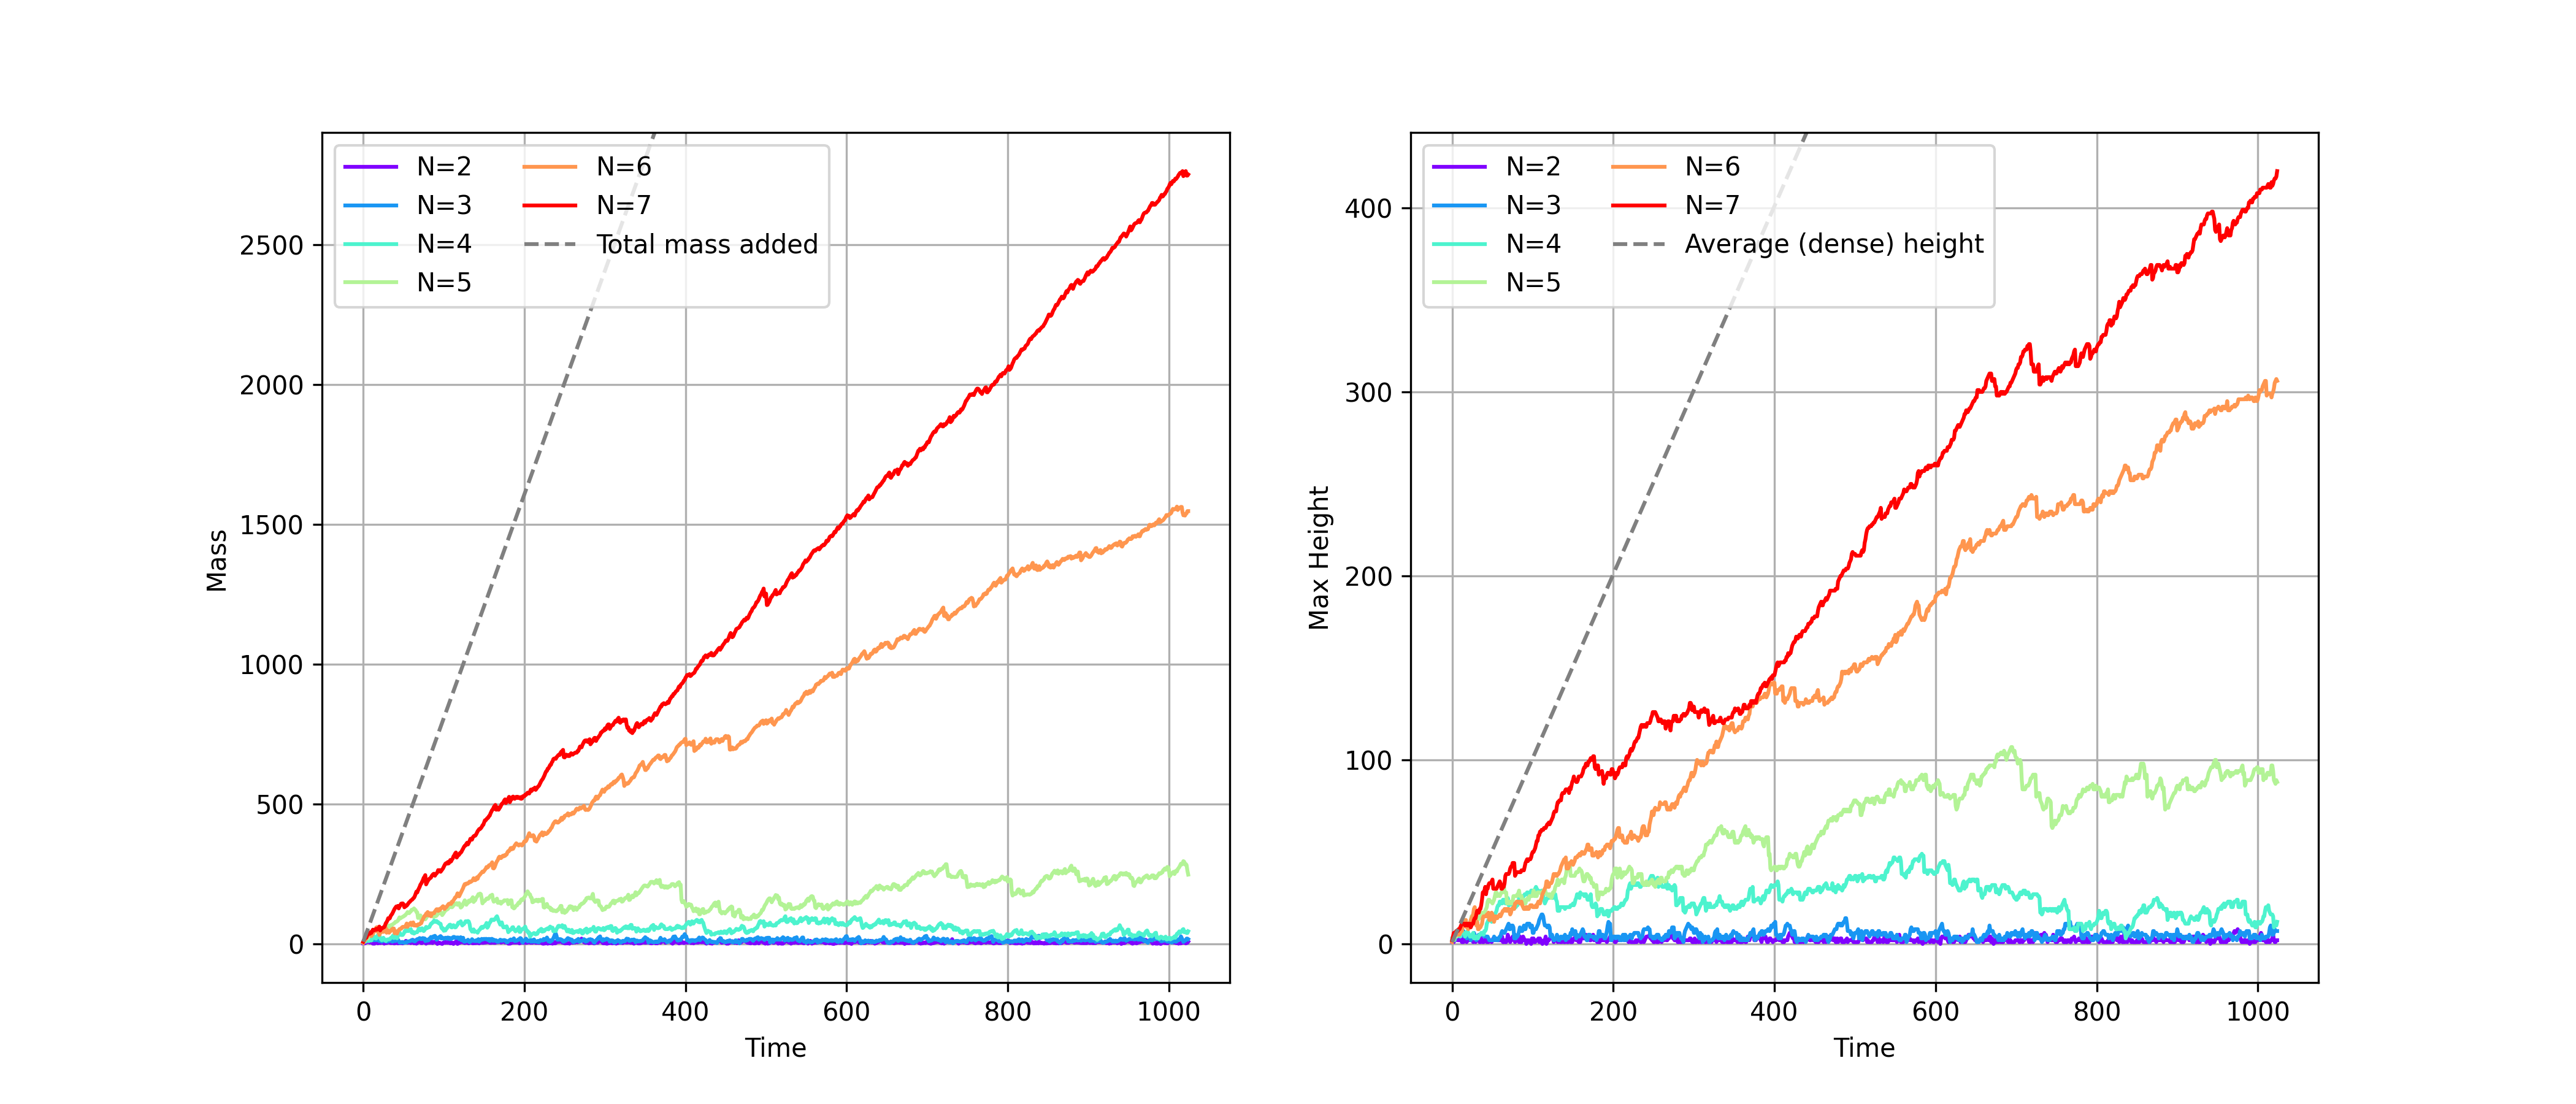 N=2
N=3
N=4
N=5
N=6
N=7
Total mass added
Mass
2500
2000
1500
1000
500
0
0 200 400 600 800 1000
Time
N=2
N=3
N=4
N=5
N=6
N=7
Average (dense) height
Max Height
400
300
200
100
0
0 200 400 600 800 1000
Time